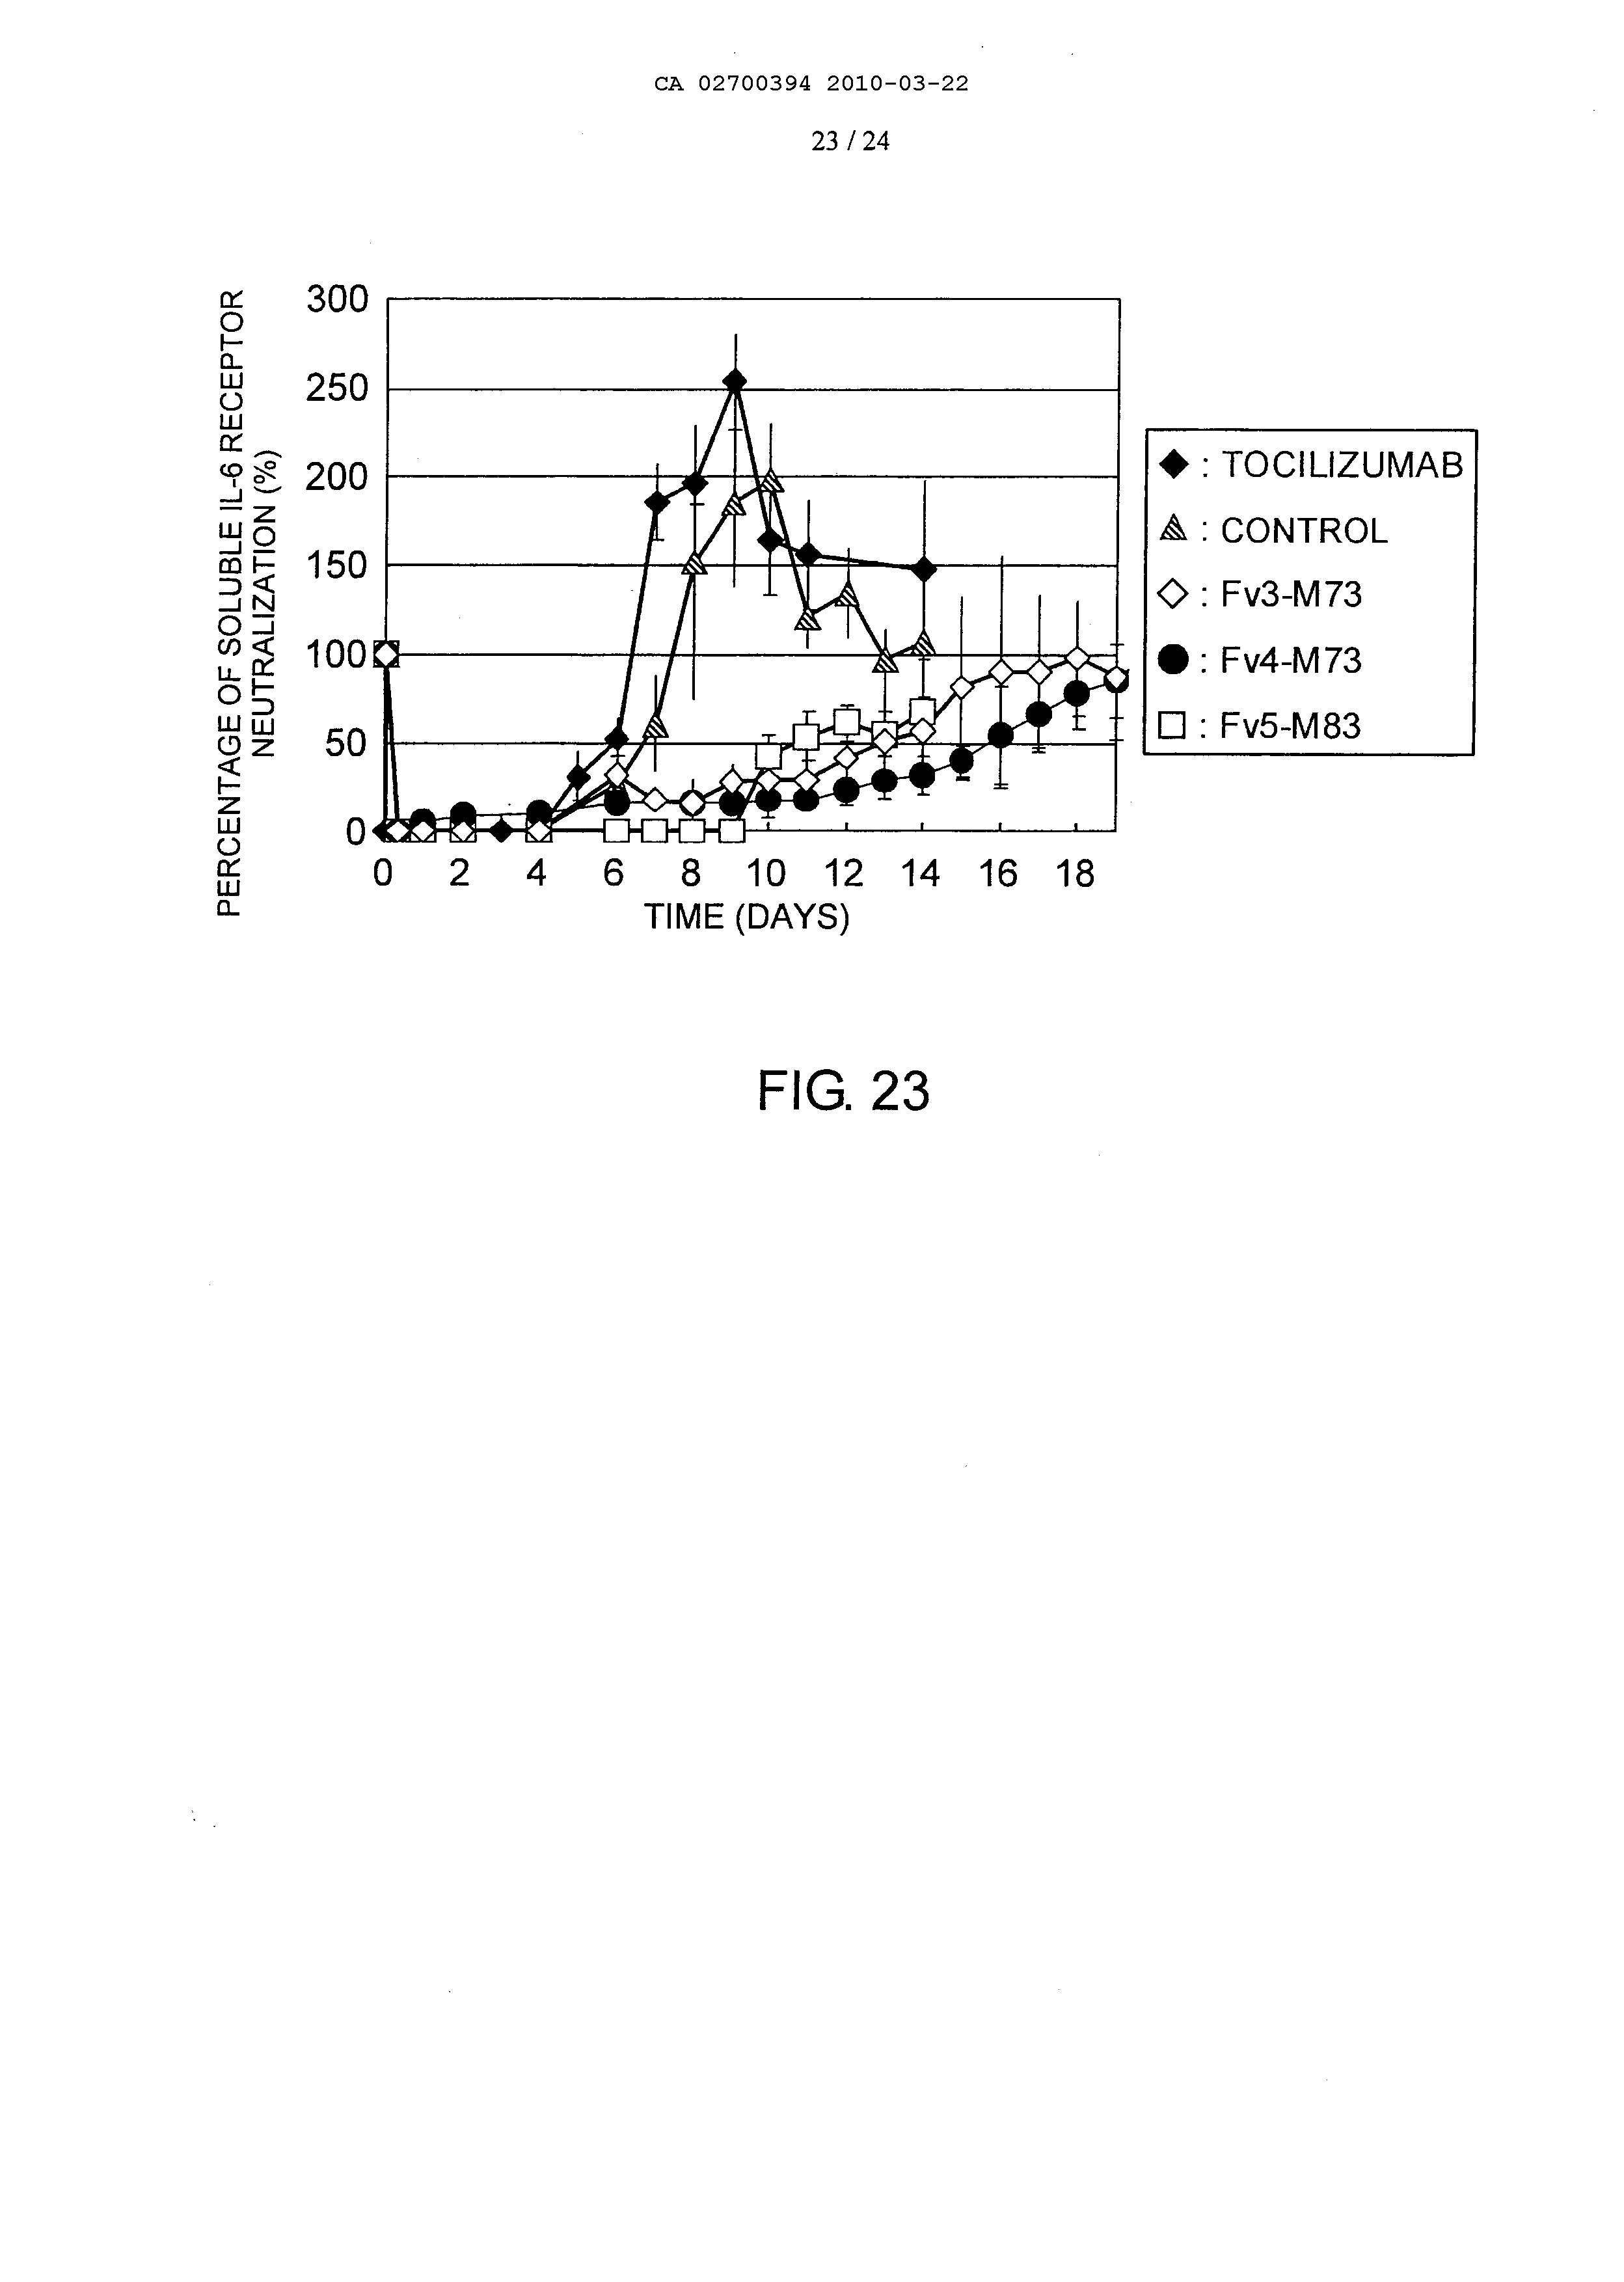 CA 02700394 2010-03-22
23 / 24
PERCENTAGE OF SOLUBLE IL-6 RECEPTOR
NEUTRALIZATION (%)
300
250
200
150
100
50
0
0 2 4 6 8 10 12 14 16 18
TIME (DAYS)
: TOCILIZUMAB
: CONTROL
: Fv3-M73
: Fv4-M73
: Fv5-M83
FIG. 23